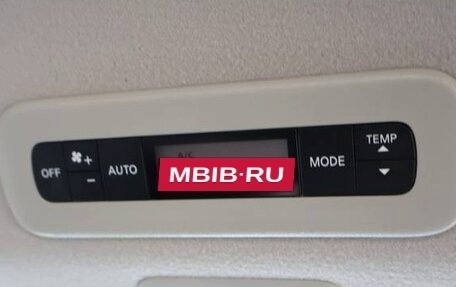 OFF
+
-
AUTO
A/C
MBIB·RU
MODE
TEMP